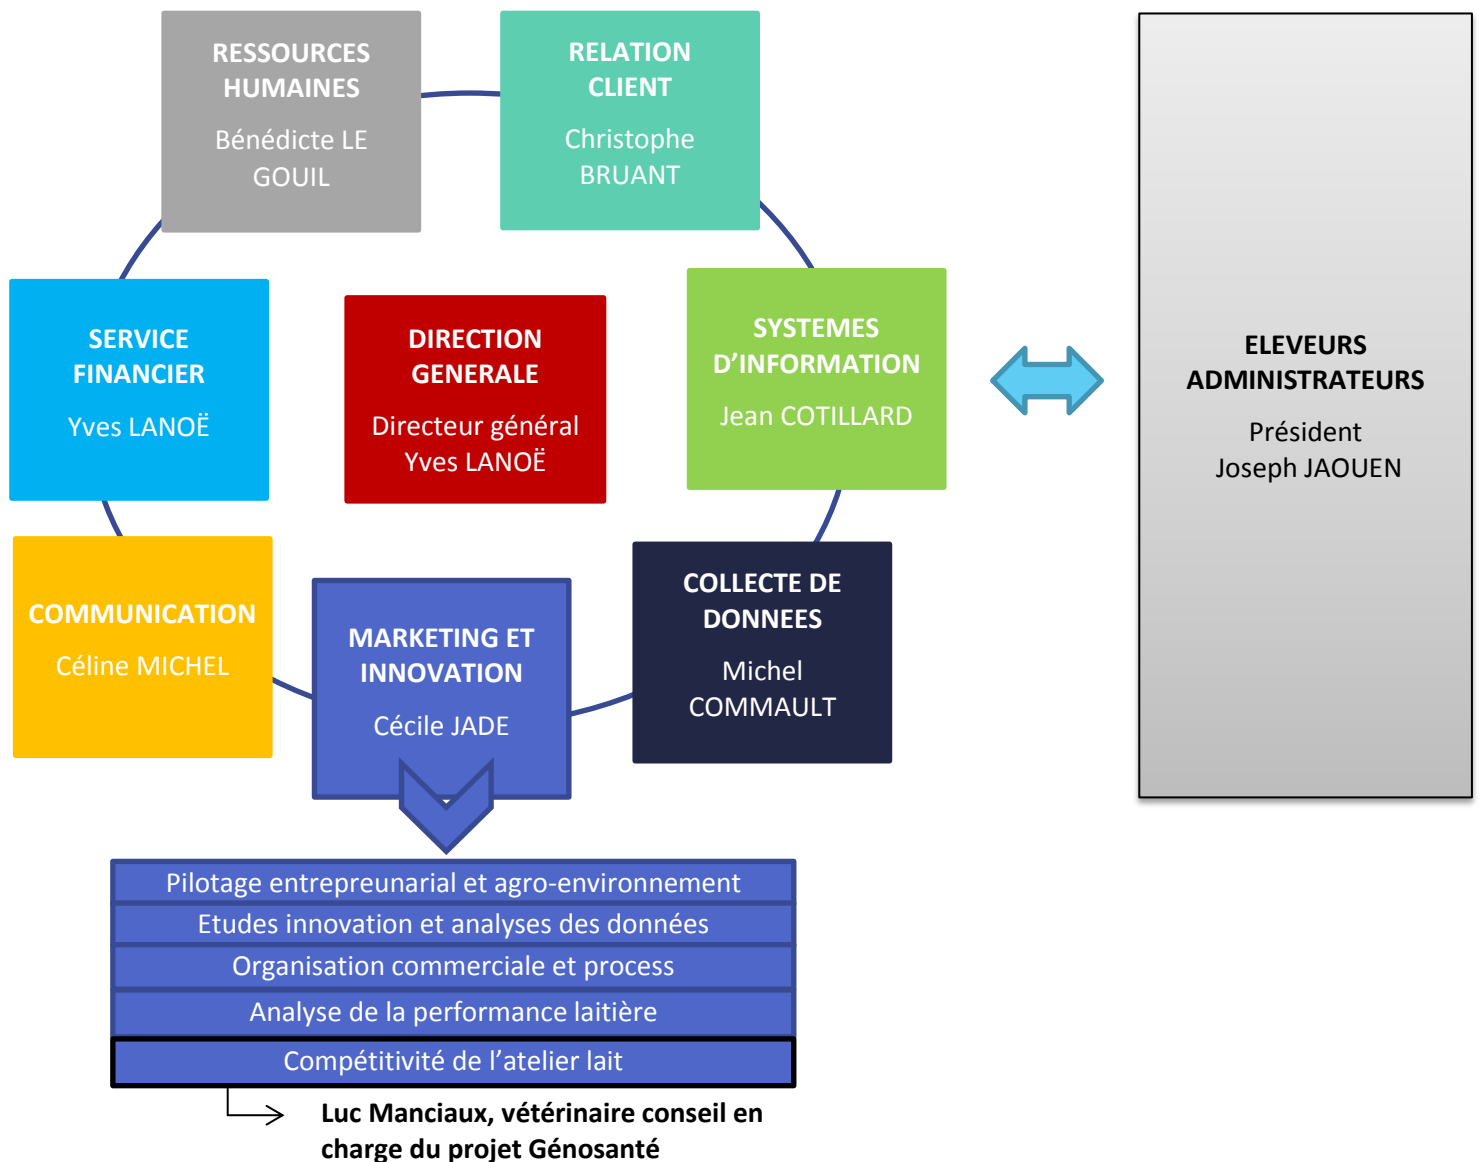 RESSOURCES
HUMAINES
Bénédicte LE
GOUIL
RELATION
CLIENT
Christophe
BRUANT
SERVICE
FINANCIER
Yves LANOË
DIRECTION
GENERALE
Directeur général
Yves LANOË
SYSTEMES
D’INFORMATION
Jean COTILLARD
ELEVEURS
ADMINISTRATEURS
Président
Joseph JAOUEN
COMMUNICATION
Céline MICHEL
MARKETING ET
INNOVATION
Cécile JADE
COLLECTE DE
DONNEES
Michel
COMMAULT
Pilotage entrepreunarial et agro-environnement
Etudes innovation et analyses des données
Organisation commerciale et process
Analyse de la performance laitière
Compétitivité de l’atelier lait
Luc Manciaux, vétérinaire conseil en
charge du projet Génosanté